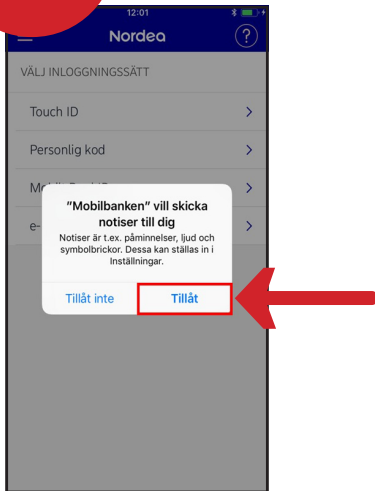 12:01
Nordea
?
VÄLJ INLOGGNINGSSÄTT
Touch ID
Personlig kod
"Mobilbanken" vill skicka
notiser till dig
Notiser är t.ex. påminnelser, ljud och
symbolbrickor. Dessa kan ställas in i
Inställningar.
Tillåt inte
Tillåt